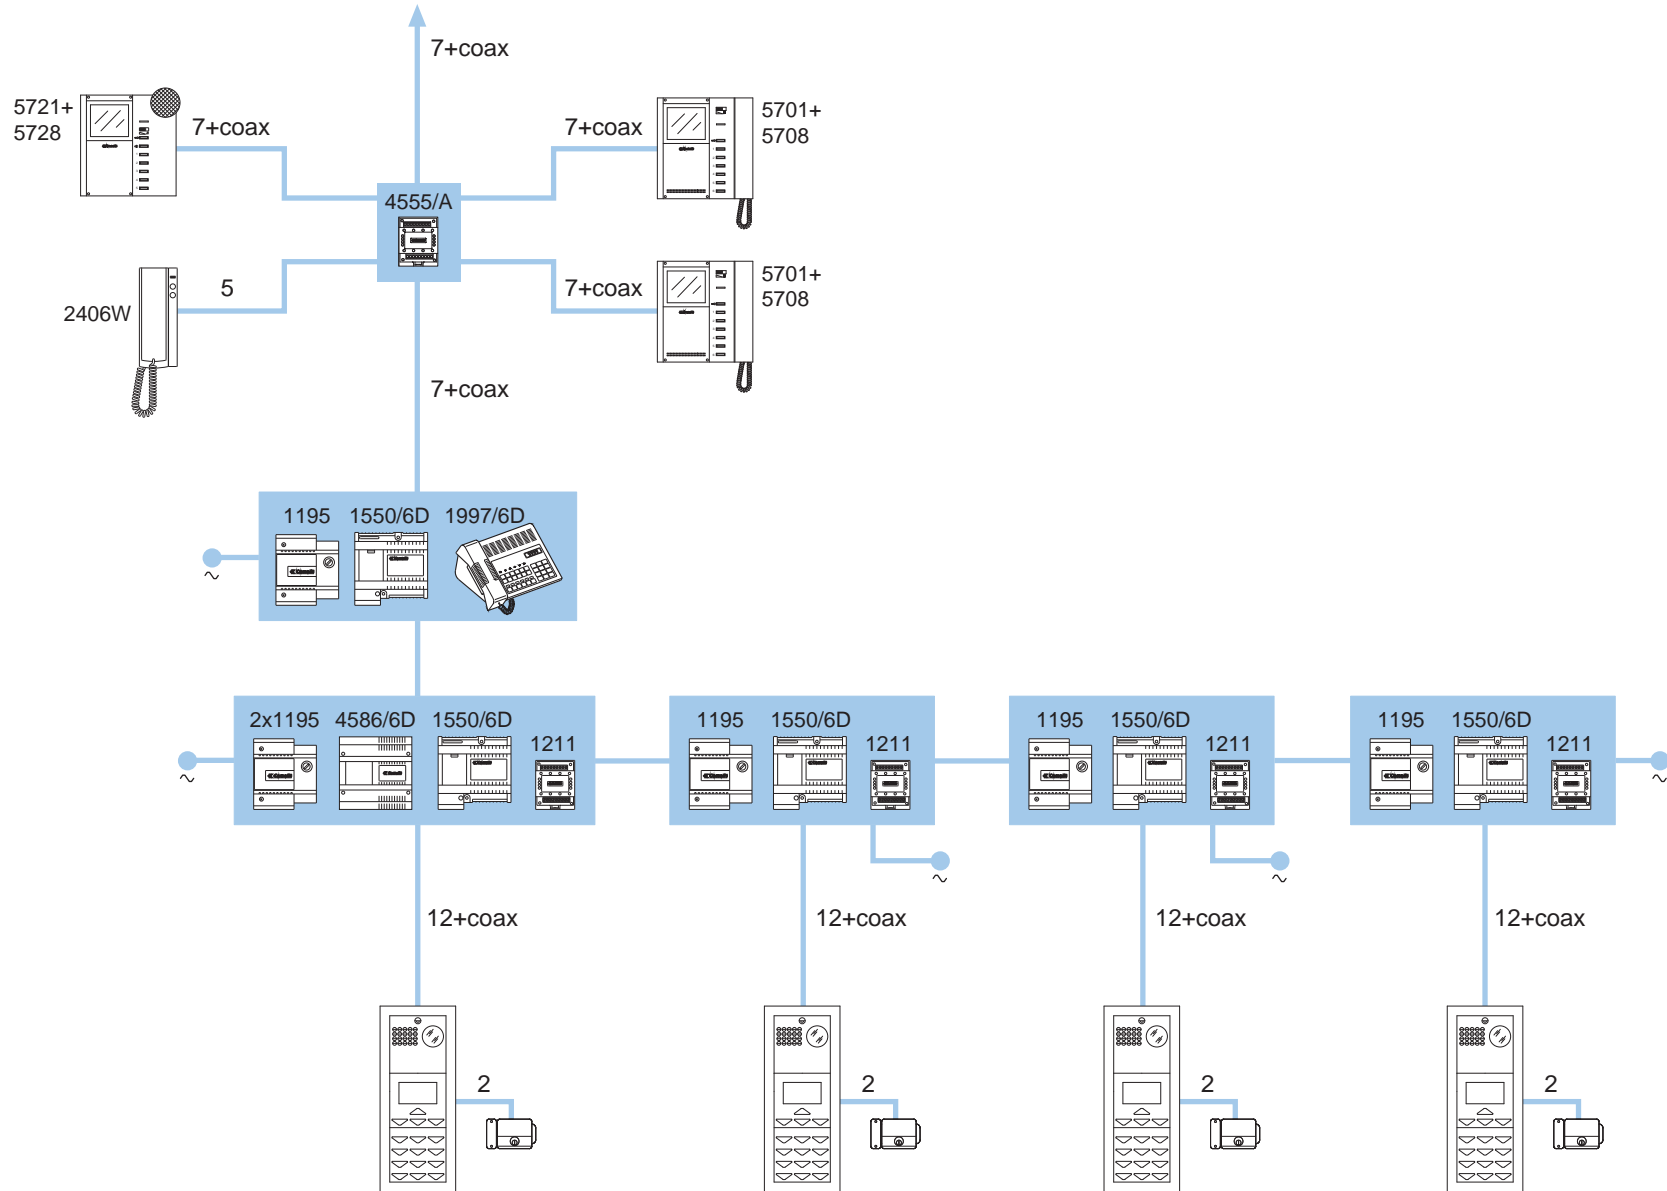 7+coax
5721+
5728
7+coax
7+coax
5701+
5708
4555/A
2406W
5
7+coax
5701+
5708
7+coax
1195
1550/6D
1997/6D
~
2x1195
4586/6D
1550/6D
1211
1195
1550/6D
1211
1195
1550/6D
1211
1195
1550/6D
1211
~
~
~
~
12+coax
12+coax
12+coax
12+coax
2
2
2
2